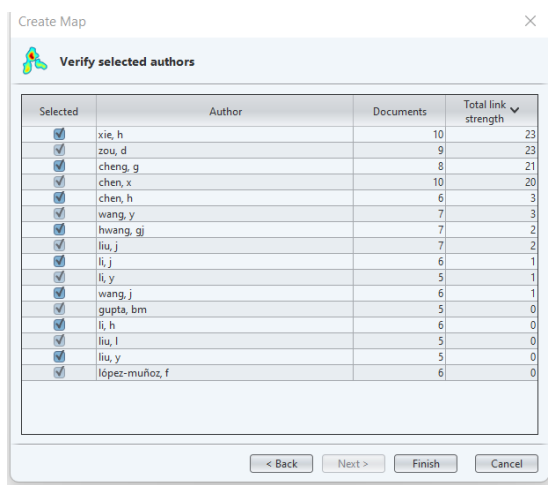 Create Map
Verify selected authors
Selected Author Documents Total link strength
xie, h 10 23
zou, d 9 23
cheng, g 8 21
chen, x 10 20
chen, h 6 3
wang, y 7 3
hwang, gj 7 2
liu, j 7 2
li, j 6 1
li, y 5 1
wang, j 6 1
gupta, bm 5 0
li, h 6 0
liu, l 5 0
liu, y 5 0
lópez-muñoz, f 6 0
< Back Next > Finish Cancel